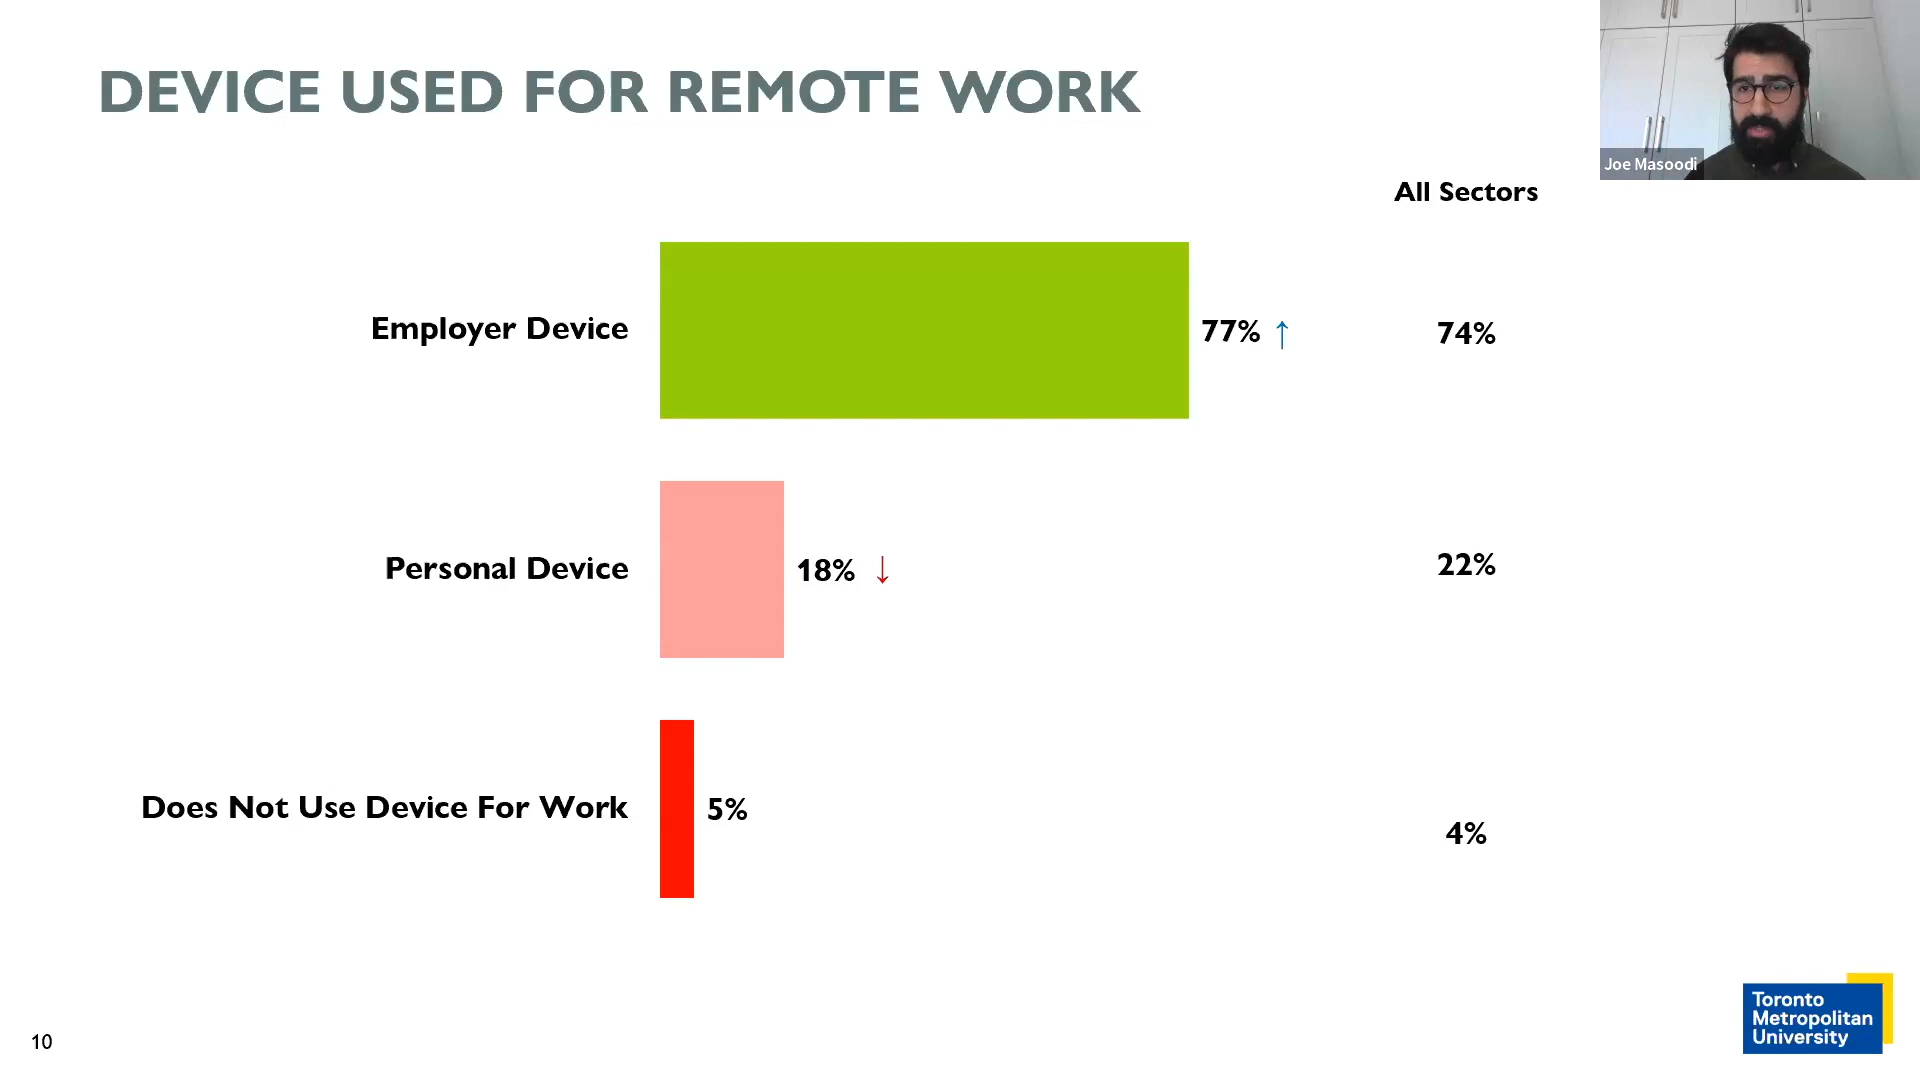 DEVICE USED FOR REMOTE WORK
Joe Masoodi
All Sectors
Employer Device
77% ↑
74%
Personal Device
18% ↓
22%
Does Not Use Device For Work
5%
4%
Toronto
Metropolitan
University
10